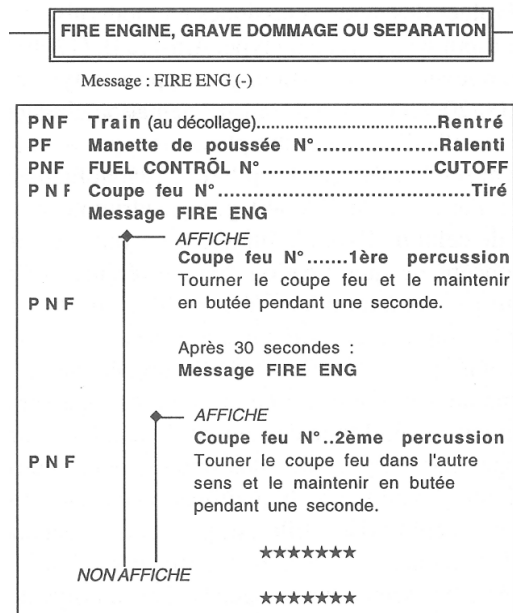 FIRE ENGINE, GRAVE DOMMAGE OU SEPARATION
Message : FIRE ENG (-)
PNF Train (au décollage)......................................Rentré
PF Manette de poussée N°....................Ralenti
PNF FUEL CONTRÕL N°............................CUTOFF
PNF Coupe feu N°..........................................Tiré
Message FIRE ENG
AFFICHE
Coupe feu N°.......1ère percussion
Tourner le coupe feu et le maintenir
PNF en butée pendant une seconde.
Après 30 secondes :
Message FIRE ENG
AFFICHE
Coupe feu N°..2ème percussion
PNF Touner le coupe feu dans l'autre
sens et le maintenir en butée
pendant une seconde.
★★★★★★★
NON AFFICHE
★★★★★★★